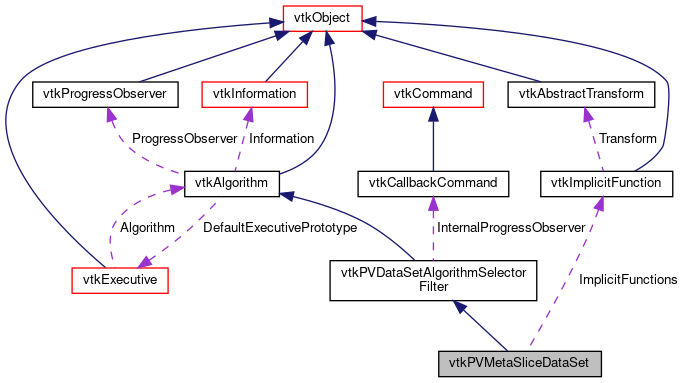 vtkObject
vtkProgressObserver
vtkInformation
vtkCommand
vtkAbstractTransform
ProgressObserver
Information
Transform
vtkAlgorithm
vtkCallbackCommand
vtkImplicitFunction
Algorithm
DefaultExecutivePrototype
InternalProgressObserver
vtkExecutive
vtkPVDataSetAlgorithmSelector
Filter
ImplicitFunctions
vtkPVMetaSliceDataSet